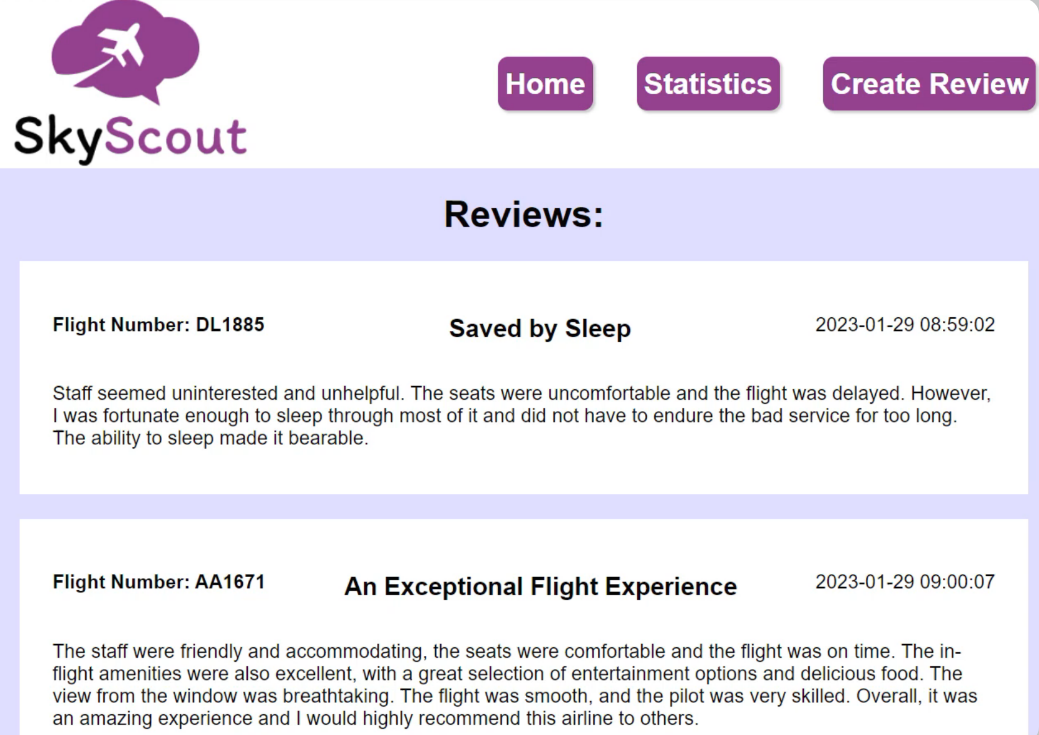 SkyScout
Home
Statistics
Create Review
Reviews:
Flight Number: DL1885
Saved by Sleep
2023-01-29 08:59:02
Staff seemed uninterested and unhelpful. The seats were uncomfortable and the flight was delayed. However,
I was fortunate enough to sleep through most of it and did not have to endure the bad service for too long.
The ability to sleep made it bearable.
Flight Number: AA1671
An Exceptional Flight Experience
2023-01-29 09:00:07
The staff were friendly and accommodating, the seats were comfortable and the flight was on time. The in-
flight amenities were also excellent, with a great selection of entertainment options and delicious food. The
view from the window was breathtaking. The flight was smooth, and the pilot was very skilled. Overall, it was
an amazing experience and I would highly recommend this airline to others.